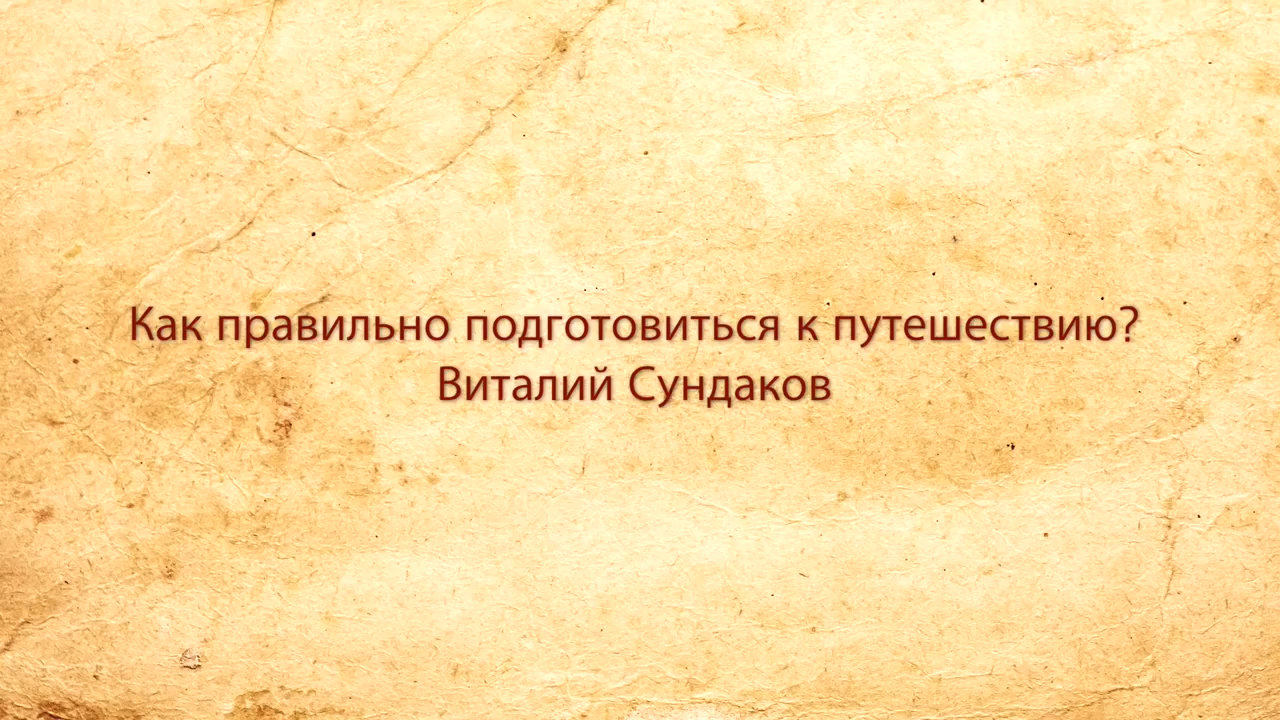 Как правильно подготовиться к путешествию?
Виталий Сундаков